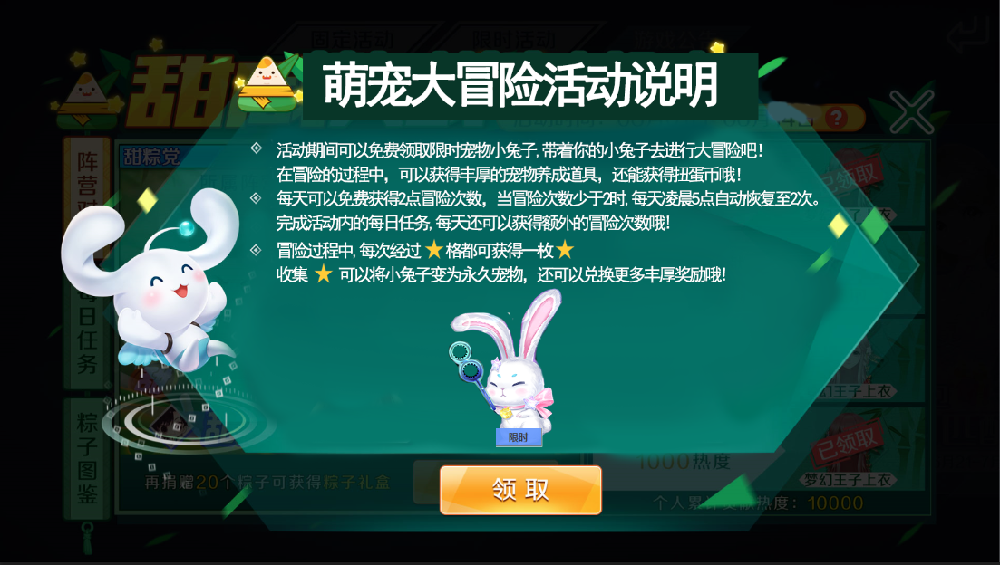 固定活动
限时活动
甜
萌宠大冒险活动说明
阵营
甜粽党
已领取
活动期间可以免费领取限时宠物小兔子, 带着你的小兔子去进行大冒险吧!
在冒险的过程中，可以获得丰厚的宠物养成道具，还能获得扭蛋币哦!
每天可以免费获得2点冒险次数，当冒险次数少于2时, 每天凌晨5点自动恢复至2次。
完成活动内的每日任务, 每天还可以获得额外的冒险次数哦!
冒险过程中, 每次经过 ★ 格都可获得一枚 ★
收集 ★ 可以将小兔子变为永久宠物，还可以兑换更多丰厚奖励哦!
每日任务
幻王子上衣
粽子图鉴
限时
已领取
梦幻王子上衣
1000热度
再捐赠20个粽子可获得粽子礼盒
领取
个人累 热度：10000